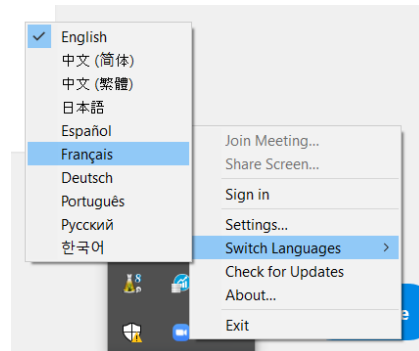 English
中文 (简体)
中文 (繁體)
日本語
Español
Français
Deutsch
Português
Русский
한국어
Join Meeting...
Share Screen...
Sign in
Settings...
Switch Languages
Check for Updates
About...
Exit